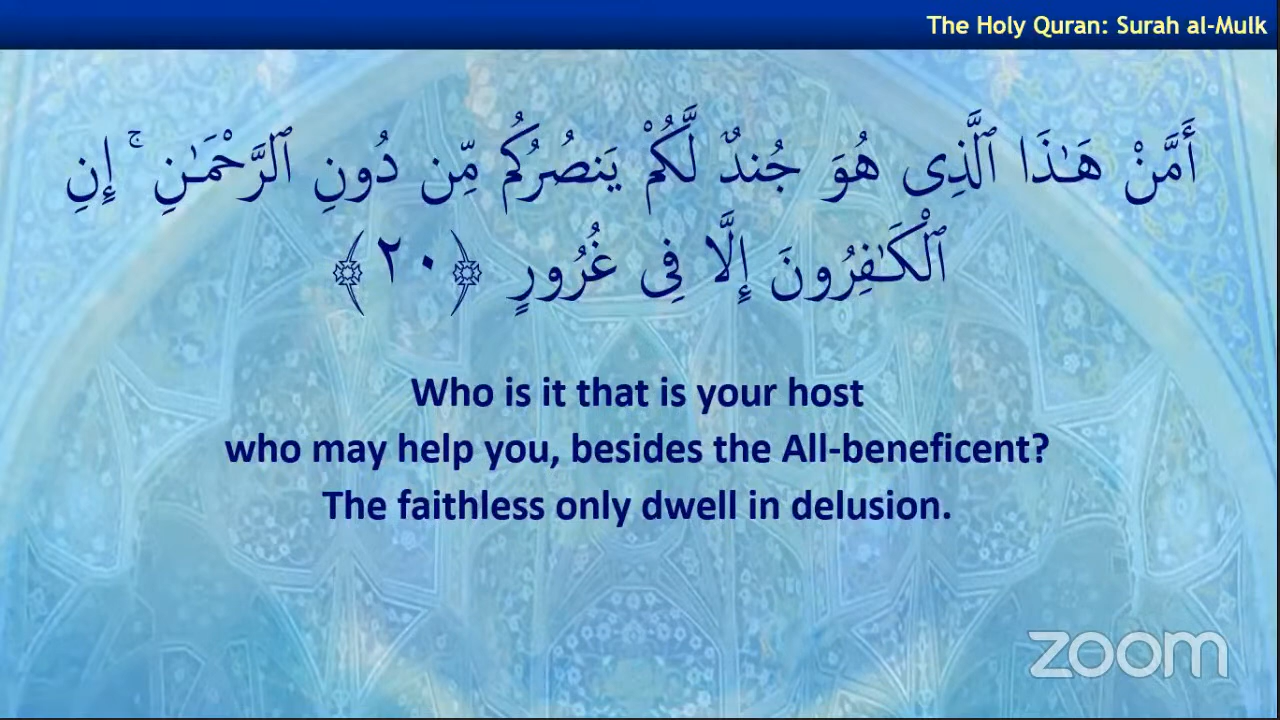 The Holy Quran: Surah al-Mulk
أَمَّنْ هَـٰذَا ٱلَّذِى هُوَ جُندٌ لَّكُمْ يَنصُرُكُم مِّن دُونِ ٱلرَّحْمَـٰنِ ۚ إِنِ
ٱلْكَـٰفِرُونَ إِلَّا فِى غُرُورٍ ﴿٢٠﴾
Who is it that is your host
who may help you, besides the All-beneficent?
The faithless only dwell in delusion.
zoom